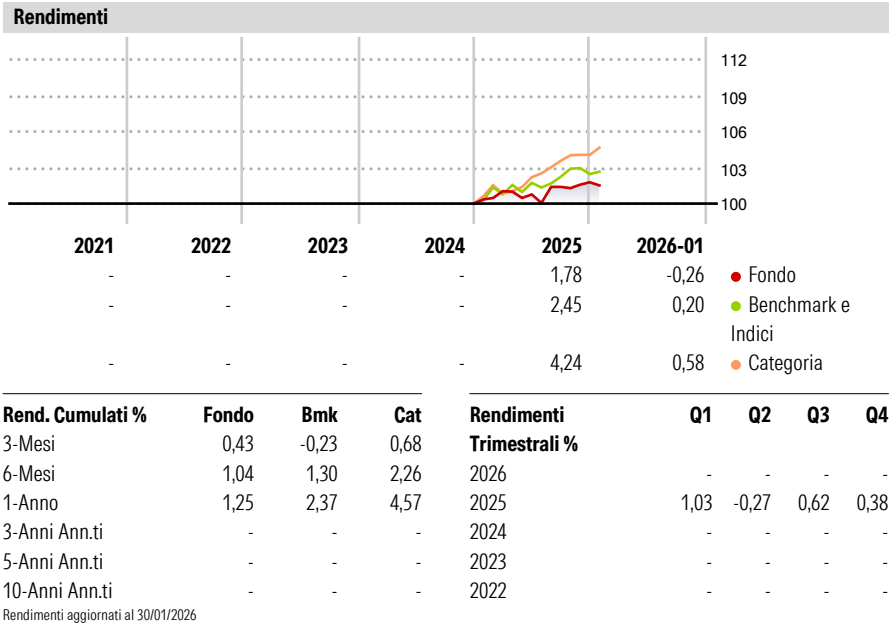 Rendimenti
112
109
106
103
100
2021 2022 2023 2024 2025 2026-01
- - - - 1,78 -0,26 Fondo
- - - - 2,45 0,20 Benchmark e
Indici
- - - - 4,24 0,58 Categoria
Rend. Cumulati % Fondo Bmk Cat
3-Mesi 0,43 -0,23 0,68
6-Mesi 1,04 1,30 2,26
1-Anno 1,25 2,37 4,57
3-Anni Ann.ti - - -
5-Anni Ann.ti - - -
10-Anni Ann.ti - - -
Rendimenti Q1 Q2 Q3 Q4
Trimestrali %
2026 - - - -
2025 1,03 -0,27 0,62 0,38
2024 - - - -
2023 - - - -
2022 - - - -
Rendimenti aggiornati al 30/01/2026